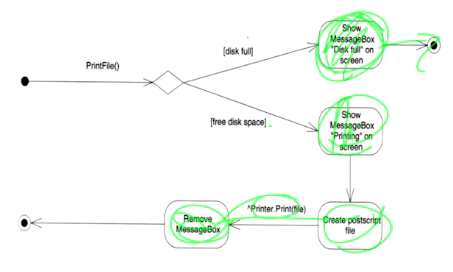 Show
MessageBox
"Disk full" on
screen
[disk full]
PrintFile()
[free disk space]
Show
MessageBox
"Printing" on
screen
^Printer.Print(file)
Remove
MessageBox
Create postscript
file